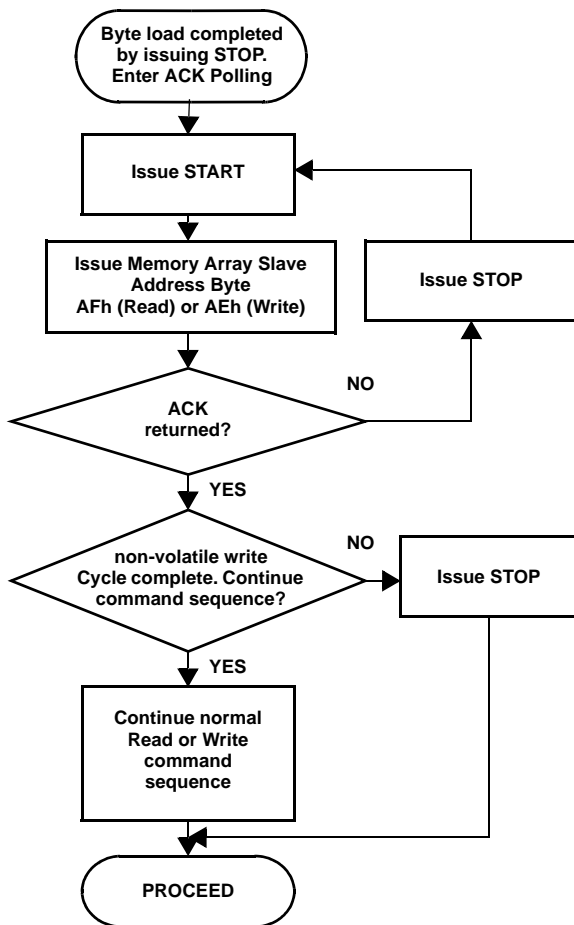 Byte load completed
by issuing STOP.
Enter ACK Polling
Issue START
Issue Memory Array Slave
Address Byte
AFh (Read) or AEh (Write)
Issue STOP
NO
ACK
returned?
YES
non-volatile write
Cycle complete. Continue
command sequence?
NO
Issue STOP
YES
Continue normal
Read or Write
command
sequence
PROCEED